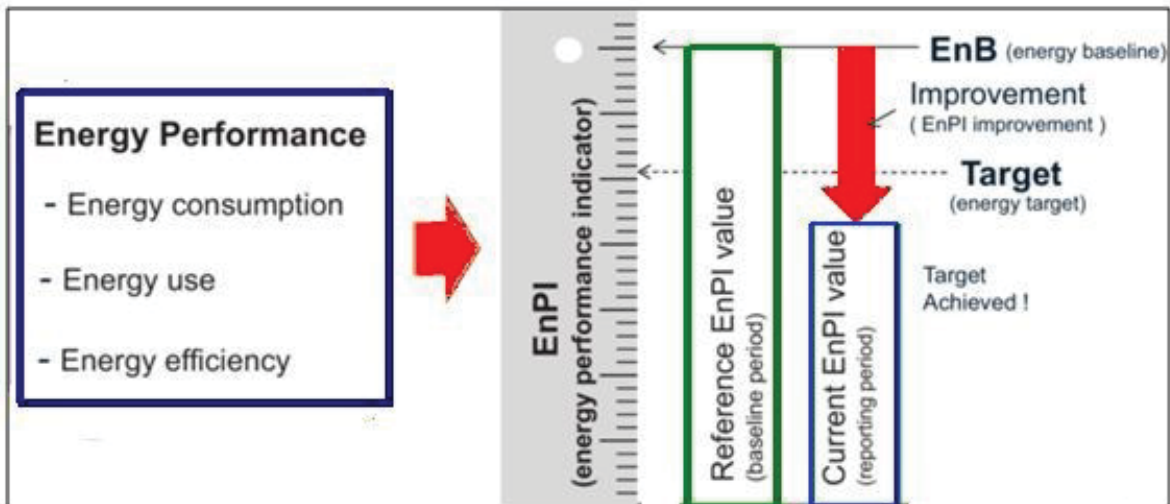 Energy Performance
- Energy consumption
- Energy use
- Energy efficiency
EnPI
(energy performance indicator)
Reference EnPI value
(baseline period)
Current EnPI value
(reporting period)
EnB (energy baseline)
Improvement
( EnPI improvement )
Target
(energy target)
Target
Achieved !